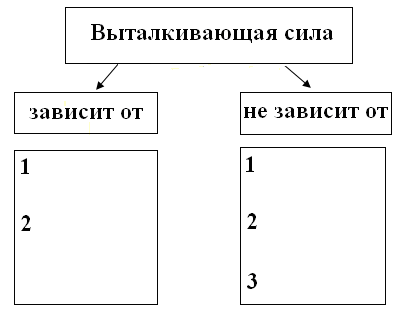 Выталкивающая сила
зависит от
не зависит от
1
2
1
2
3